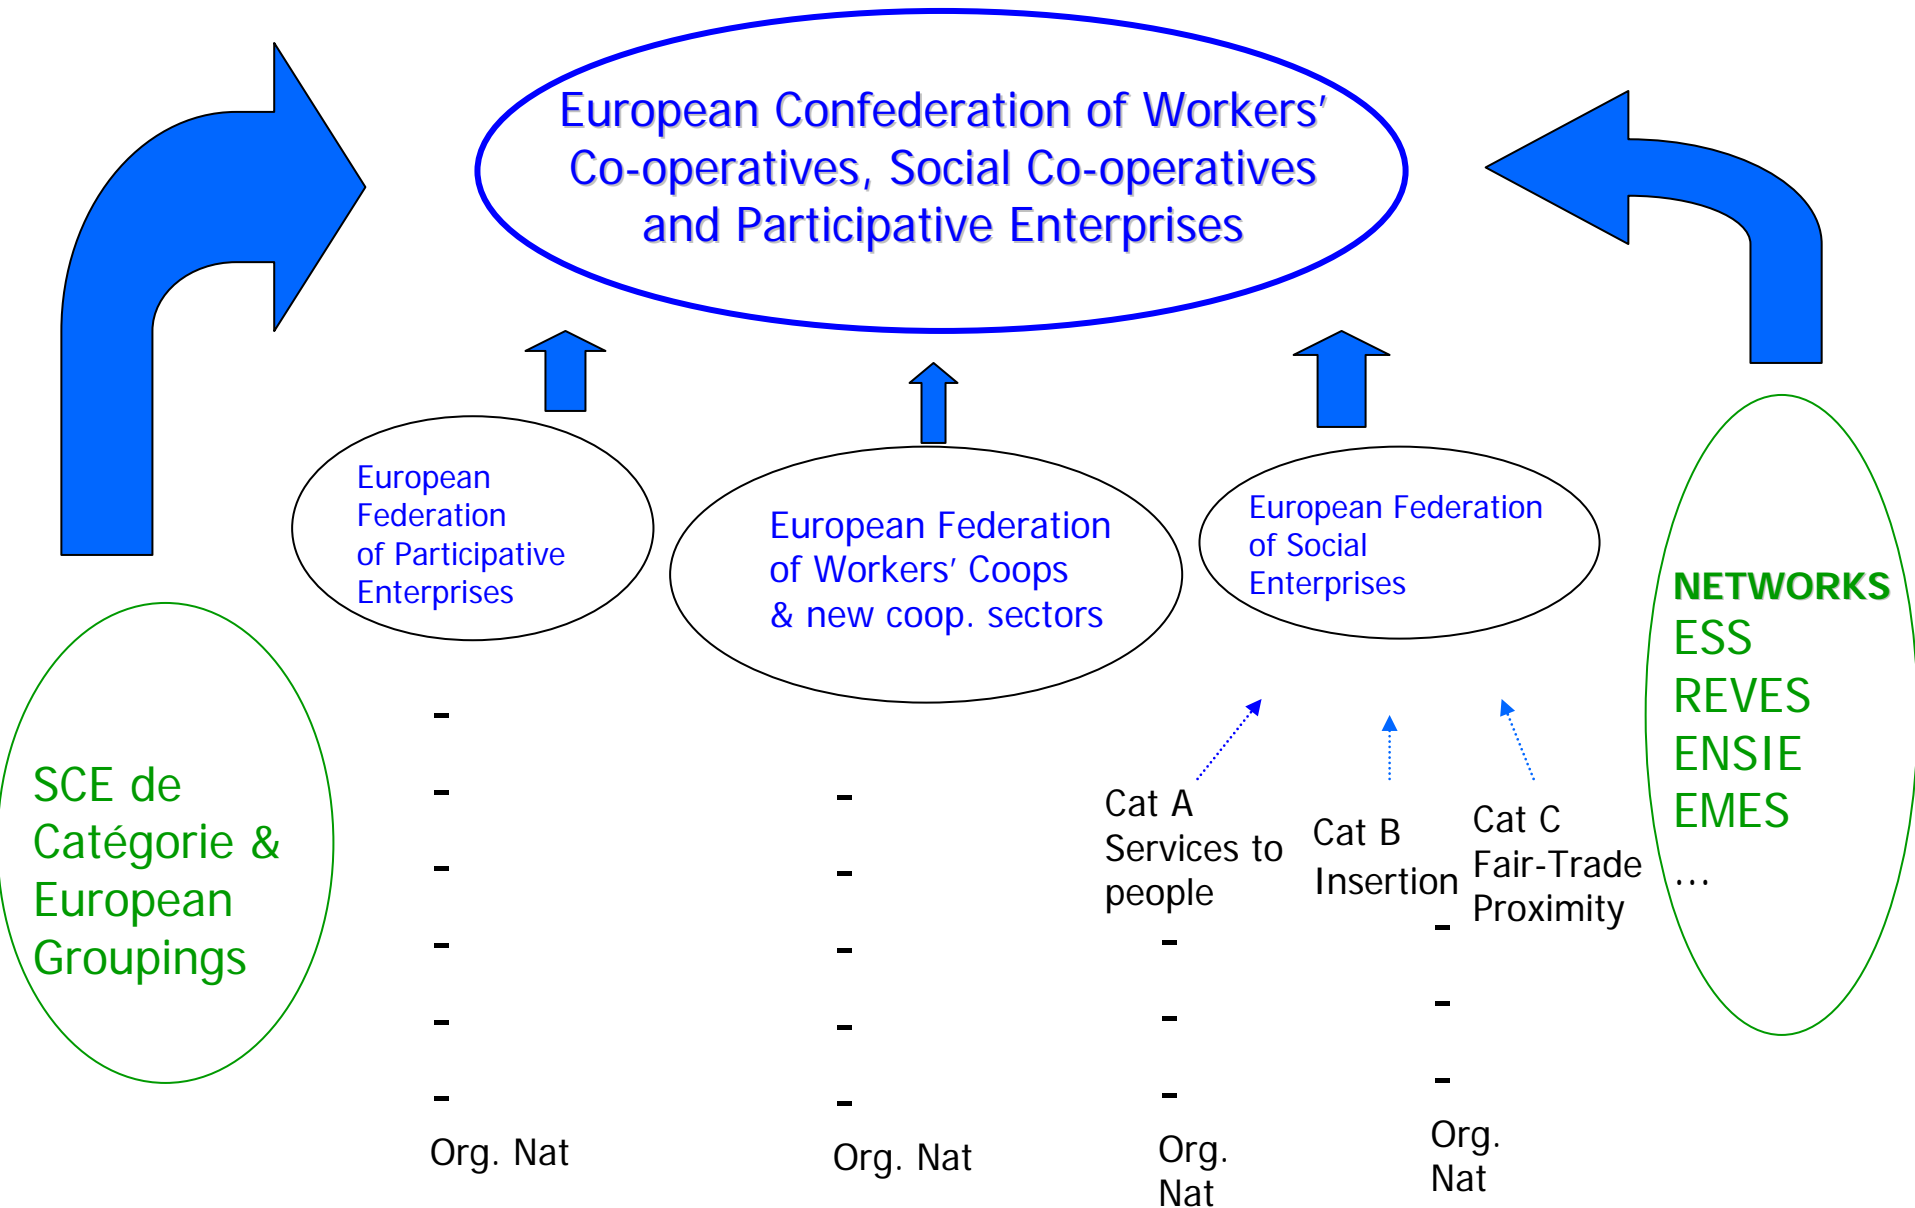 European Confederation of Workers’
Co-operatives, Social Co-operatives
and Participative Enterprises
European
Federation
of Participative
Enterprises
European Federation
of Workers’ Coops
& new coop. sectors
European Federation
of Social
Enterprises
NETWORKS
ESS
REVES
ENSIE
EMES
…
SCE de
Catégorie &
European
Groupings
-
-
-
-
-
-
Org. Nat
-
-
-
-
-
Org. Nat
Cat A
Services to
people
-
-
-
Org.
Nat
Cat B
Insertion
Cat C
Fair-Trade
Proximity
-
-
-
Org.
Nat